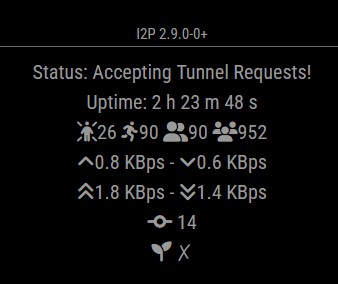 I2P 2.9.0-0+
Status: Accepting Tunnel Requests!
Uptime: 2 h 23 m 48 s
26 90 90 952
0.8 KBps - 0.6 KBps
1.8 KBps - 1.4 KBps
14
X